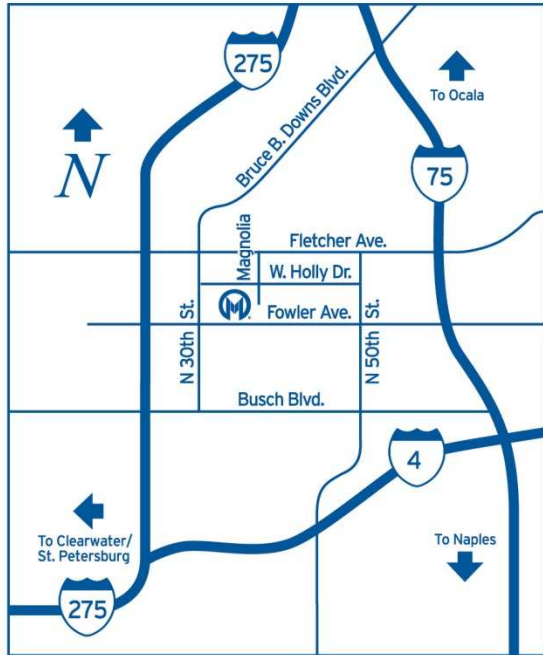 275
Bruce B. Downs Blvd.
To Ocala
N
75
Magnolia
Fletcher Ave.
W. Holly Dr.
N 30th St.
Fowler Ave.
N 50th St.
Busch Blvd.
4
To Clearwater/
St. Petersburg
To Naples
275